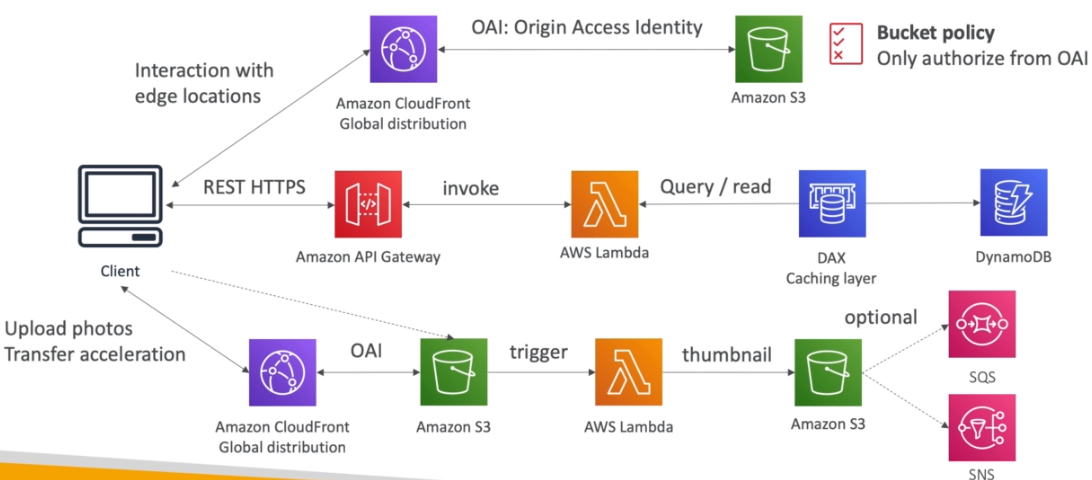 OAI: Origin Access Identity
Bucket policy
Only authorize from OAI
Interaction with
edge locations
Amazon CloudFront
Global distribution
Amazon S3
REST HTTPS
invoke
Query / read
Client
Amazon API Gateway
AWS Lambda
DAX
Caching layer
DynamoDB
Upload photos
Transfer acceleration
OAI
trigger
thumbnail
optional
Amazon CloudFront
Global distribution
Amazon S3
AWS Lambda
Amazon S3
SQS
SNS